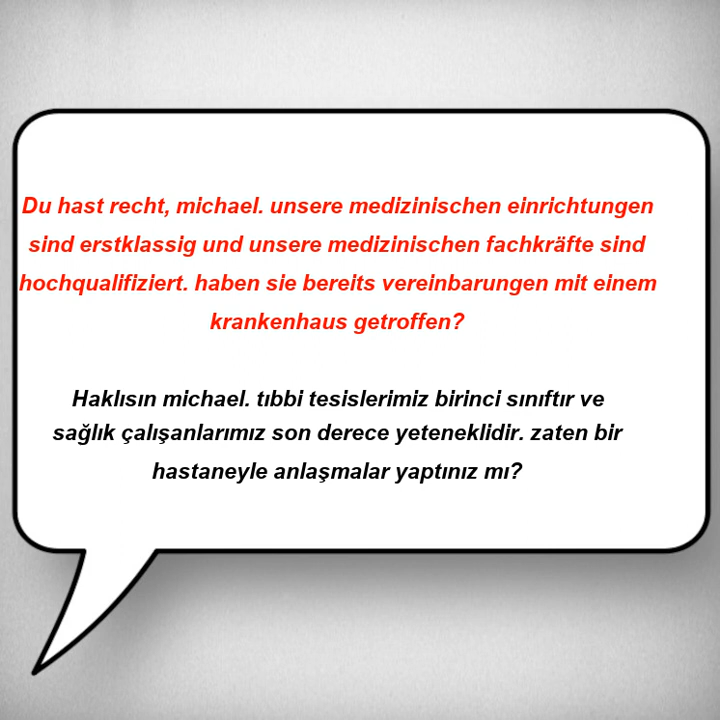 Du hast recht, michael. unsere medizinischen einrichtungen
sind erstklassig und unsere medizinischen fachkräfte sind
hochqualifiziert. haben sie bereits vereinbarungen mit einem
krankenhaus getroffen?
Haklısın michael. tıbbi tesislerimiz birinci sınıftır ve
sağlık çalışanlarımız son derece yeteneklidir. zaten bir
hastaneyle anlaşmalar yaptınız mı?